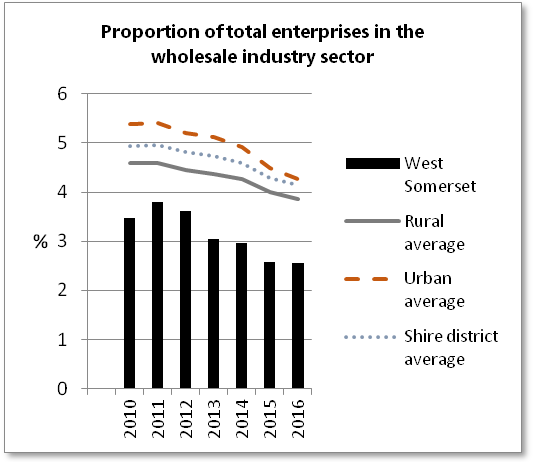 Proportion of total enterprises in the
wholesale industry sector
6
5
4
3
2
1
0
%
2010
2011
2012
2013
2014
2015
2016
West
Somerset
Rural
average
Urban
average
Shire district
average